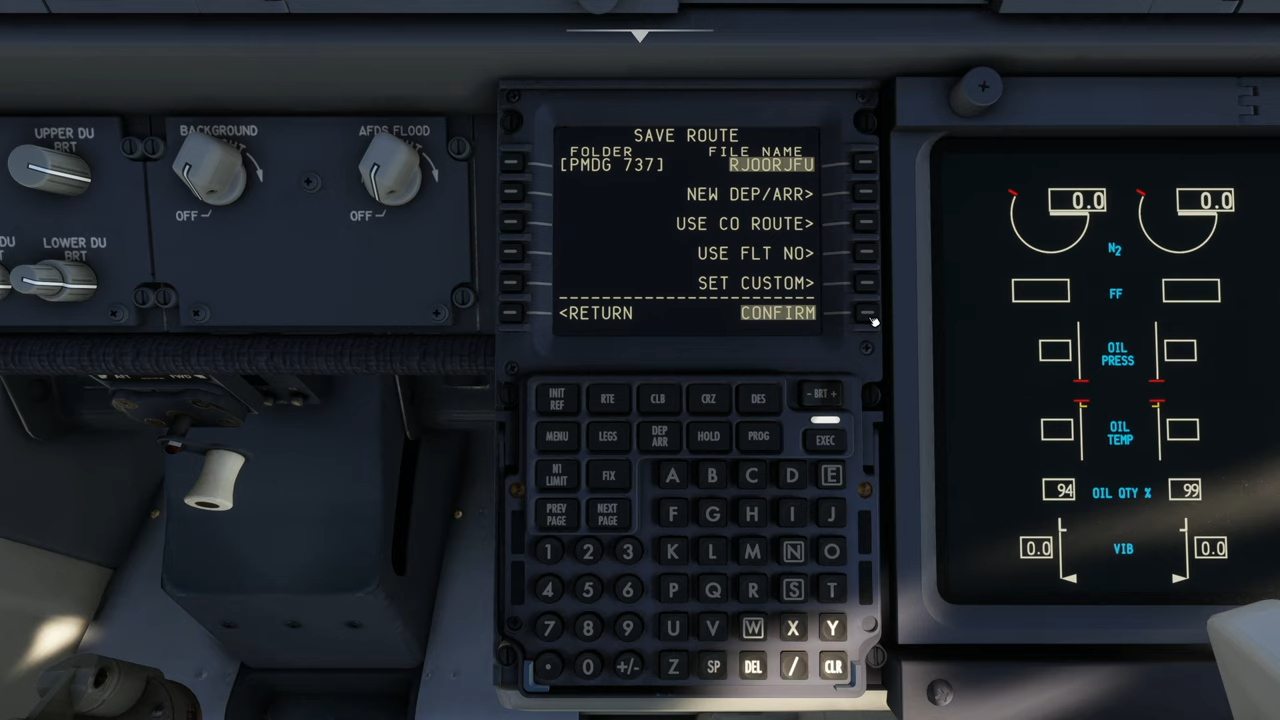 UPPER DU
BRT
BACKGROUND
OFF
AFDS FLOOD
OFF
DU
LOWER DU
BRT
SAVE ROUTE
FOLDER FILE NAME
[PMDG 737] RJOORJFU
NEW DEP/ARR>
USE CO ROUTE>
USE FLT NO>
SET CUSTOM>
<RETURN CONFIRM
INIT REF
RTE
CLB
CRZ
DES
- BRT +
MENU
LEGS
DEP ARR
HOLD
PROG
EXEC
N1 LIMIT
FIX
A B C D E
PREV PAGE
NEXT PAGE
F G H I J
1 2 3 K L M N O
4 5 6 P Q R S T
7 8 9 U V W X Y
. 0 +/- Z SP DEL / CLR
0.0 0.0
N2
FF
OIL PRESS
OIL TEMP
94 OIL QTY % 99
0.0 VIB 0.0